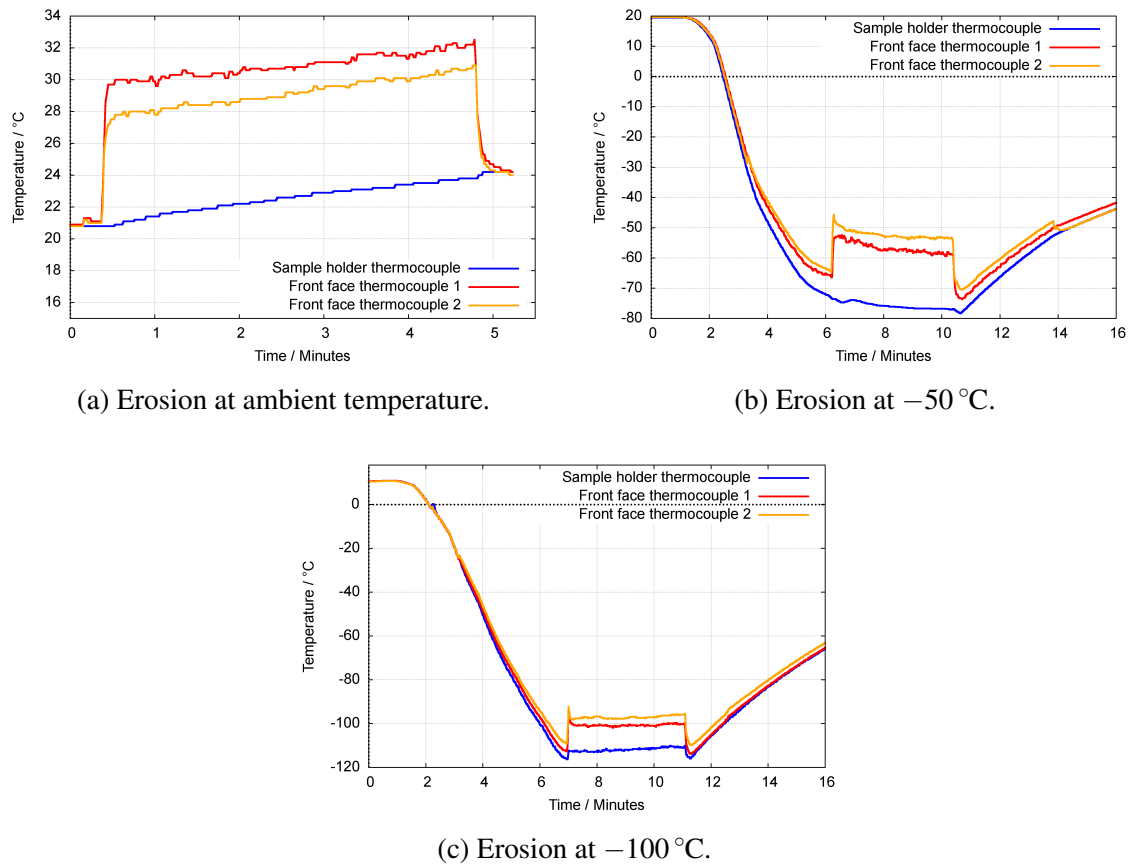 34
32
30
28
26
24
22
20
18
16
Temperature / °C
Sample holder thermocouple
Front face thermocouple 1
Front face thermocouple 2
0
1
2
3
4
5
Time / Minutes
(a) Erosion at ambient temperature.
20
10
0
-10
-20
-30
-40
-50
-60
-70
-80
Temperature / °C
Sample holder thermocouple
Front face thermocouple 1
Front face thermocouple 2
0
2
4
6
8
10
12
14
16
Time / Minutes
(b) Erosion at −50 °C.
0
-20
-40
-60
-80
-100
-120
Temperature / °C
Sample holder thermocouple
Front face thermocouple 1
Front face thermocouple 2
0
2
4
6
8
10
12
14
16
Time / Minutes
(c) Erosion at −100 °C.